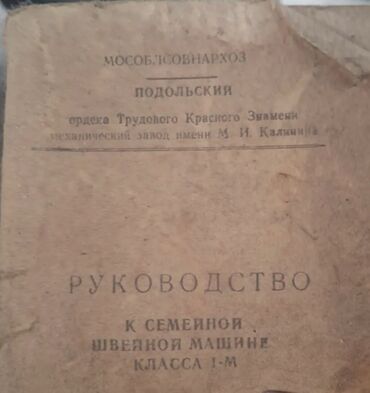 МОСОБЛСОВНАРХОЗ
ПОДОЛЬСКИЙ
ордена Трудового Красного Знамени
механический завод имени М. И. Калинина
РУКОВОДСТВО
К СЕМЕЙНОЙ
ШВЕЙНОЙ МАШИНЕ
КЛАССА 1-М